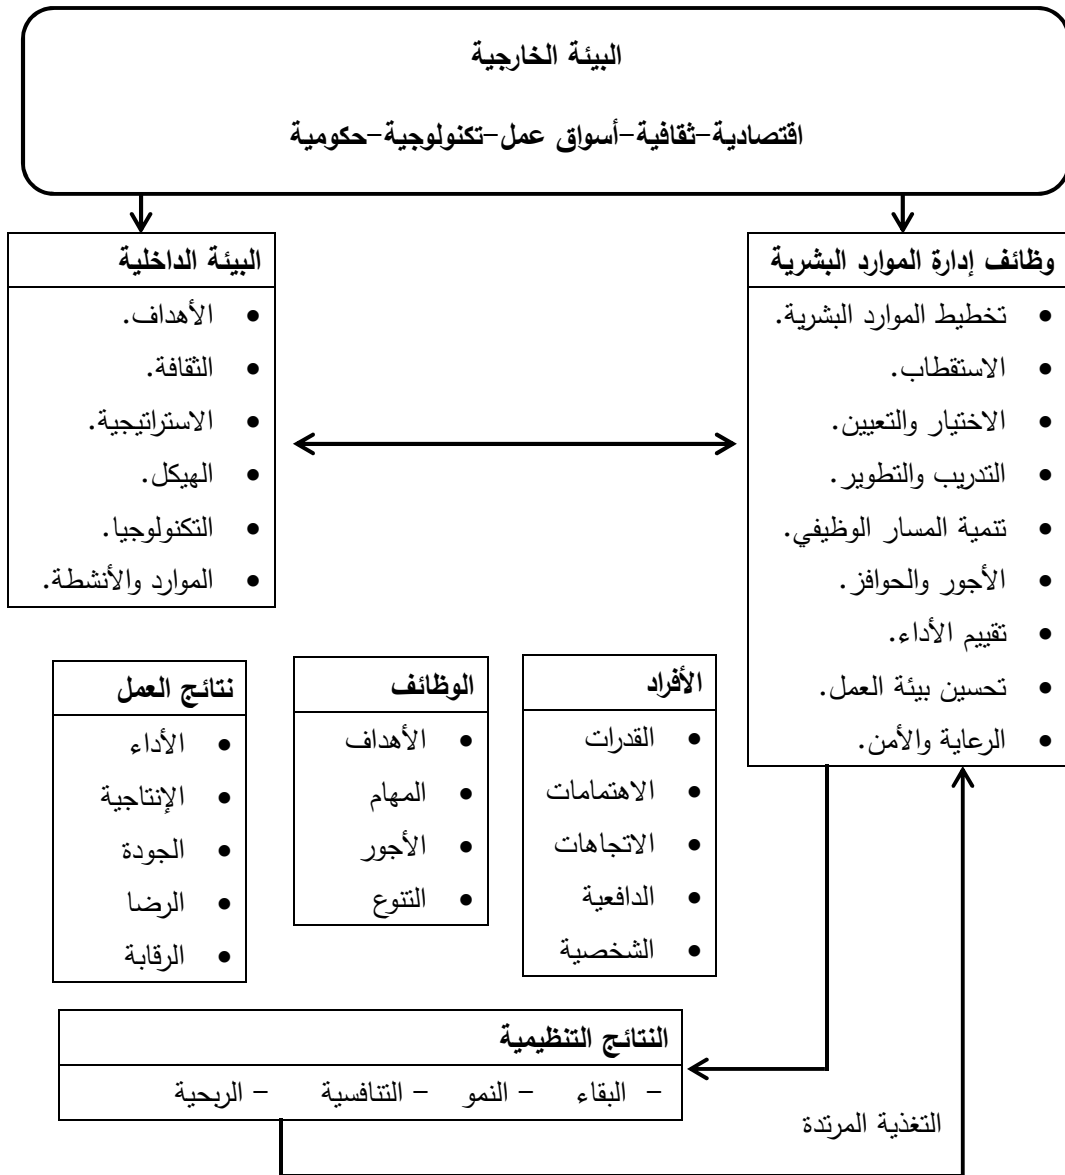 البيئة الخارجية
اقتصادية–ثقافية–أسواق عمل–تكنولوجية–حكومية
وظائف إدارة الموارد البشرية
• تخطيط الموارد البشرية.
• الاستقطاب.
• الاختيار والتعيين.
• التدريب والتطوير.
• تنمية المسار الوظيفي.
• الأجور والحوافز.
• تقييم الأداء.
• تحسين بيئة العمل.
• الرعاية والأمن.
البيئة الداخلية
• الأهداف.
• الثقافة.
• الاستراتيجية.
• الهيكل.
• التكنولوجيا.
• الموارد والأنشطة.
الأفراد
• القدرات
• الاهتمامات
• الاتجاهات
• الدافعية
• الشخصية
الوظائف
• الأهداف
• المهام
• الأجور
• التنوع
نتائج العمل
• الأداء
• الإنتاجية
• الجودة
• الرضا
• الرقابة
النتائج التنظيمية
– البقاء – النمو – التنافسية – الربحية
التغذية المرتدة